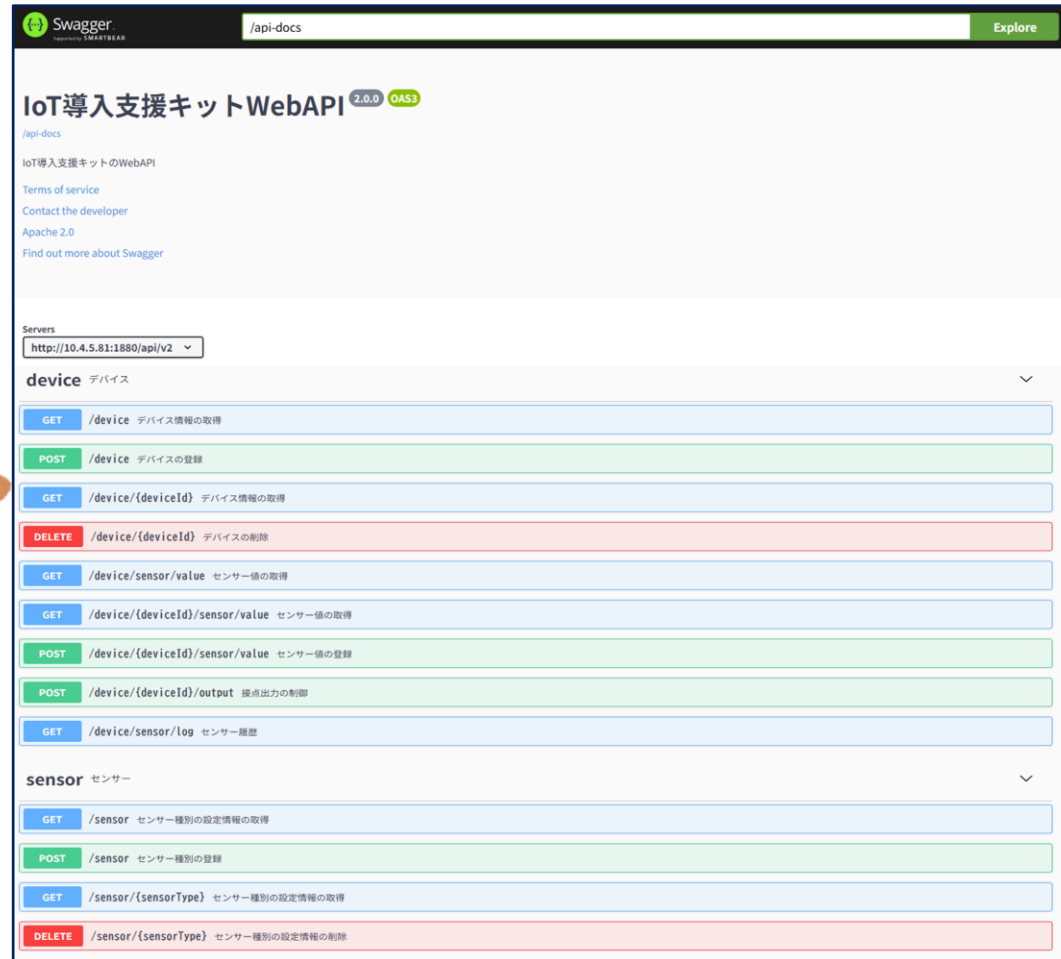 Swagger.
Supported by SMARTBEAR
/api-docs
Explore
IoT導入支援キットWebAPI 2.0.0 OAS3
/api-docs
IoT導入支援キットのWebAPI
Terms of service
Contact the developer
Apache 2.0
Find out more about Swagger
Servers
http://10.4.5.81:1880/api/v2
device デバイス
GET /device デバイス情報の取得
POST /device デバイスの登録
GET /device/{deviceId} デバイス情報の取得
DELETE /device/{deviceId} デバイスの削除
GET /device/sensor/value センサー値の取得
GET /device/{deviceId}/sensor/value センサー値の取得
POST /device/{deviceId}/sensor/value センサー値の登録
POST /device/{deviceId}/output 接点出力の制御
GET /device/sensor/log センサー履歴
sensor センサー
GET /sensor センサー種別の設定情報の取得
POST /sensor センサー種別の登録
GET /sensor/{sensorType} センサー種別の設定情報の取得
DELETE /sensor/{sensorType} センサー種別の設定情報の削除